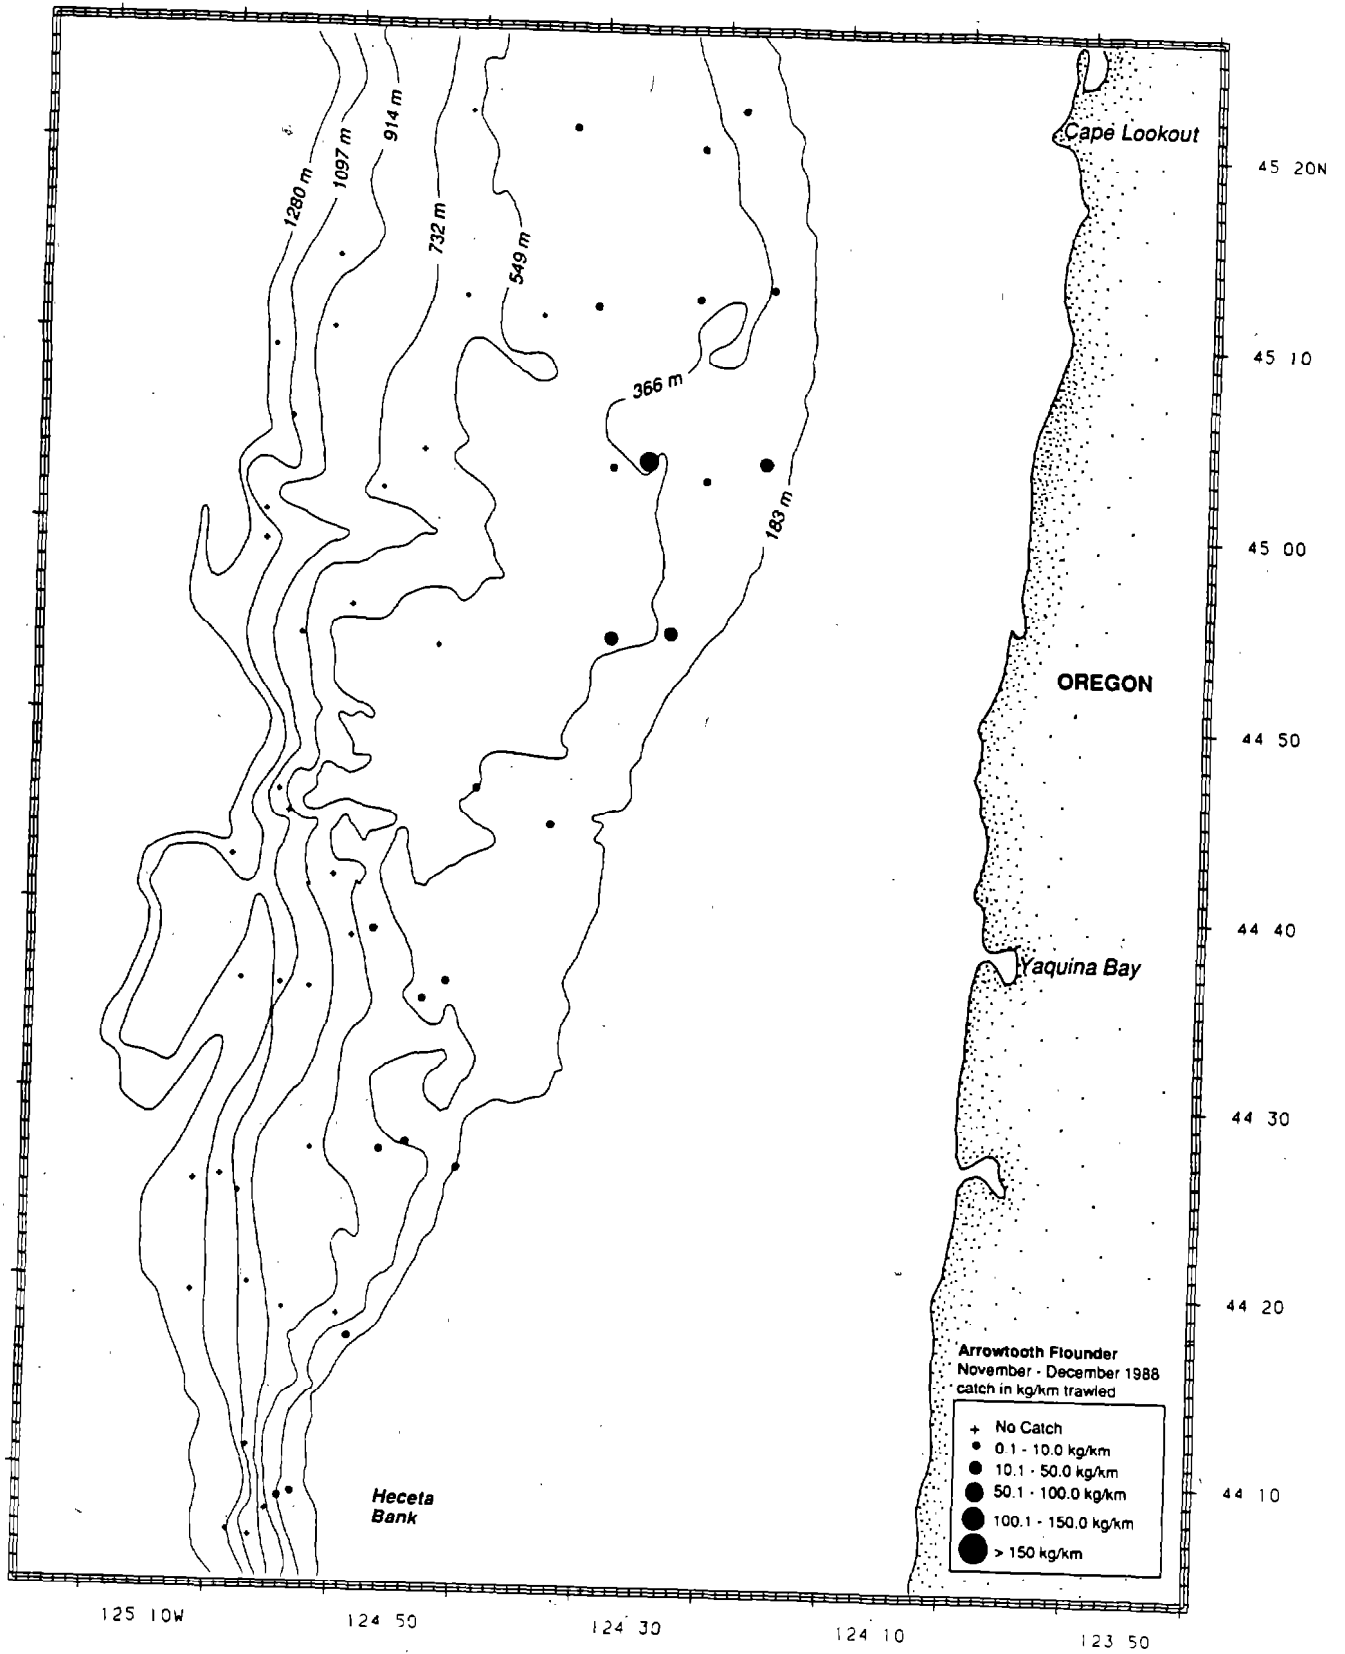 Cape Lookout
45 20N
914 m
1097 m
1280 m
732 m
549 m
45 10
366 m
183 m
45 00
OREGON
44 50
44 40
Yaquina Bay
44 30
44 20
Arrowtooth Flounder
November - December 1988
catch in kg/km trawled
+ No Catch
0.1 - 10.0 kg/km
10.1 - 50.0 kg/km
50.1 - 100.0 kg/km
100.1 - 150.0 kg/km
> 150 kg/km
44 10
Heceta
Bank
125 10W
124 50
124 30
124 10
123 50